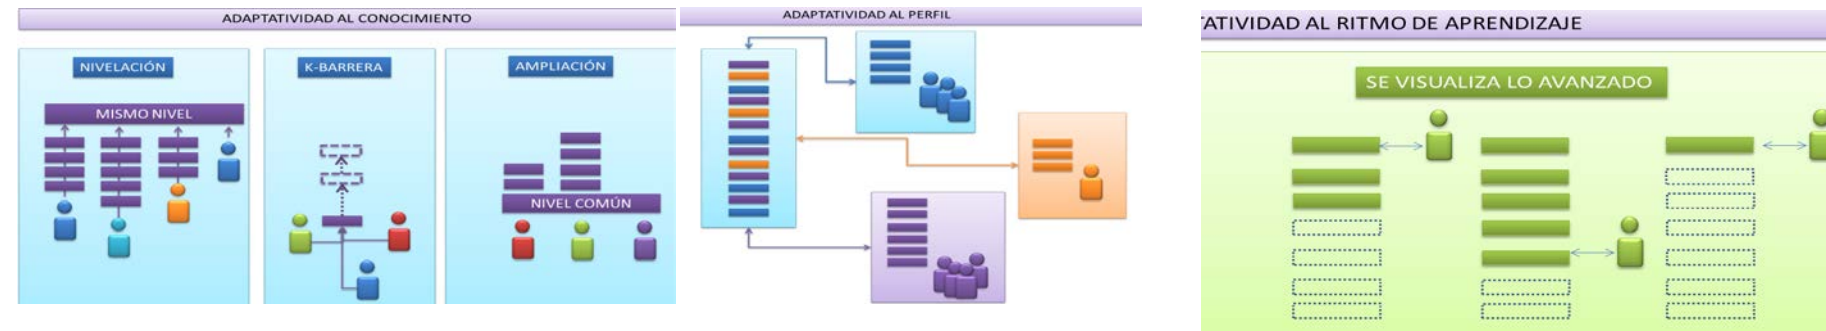 ADAPTATIVIDAD AL CONOCIMIENTO
NIVELACIÓN
MISMO NIVEL
K-BARRERA
AMPLIACIÓN
NIVEL COMÚN
ADAPTATIVIDAD AL PERFIL
TATIVIDAD AL RITMO DE APRENDIZAJE
SE VISUALIZA LO AVANZADO